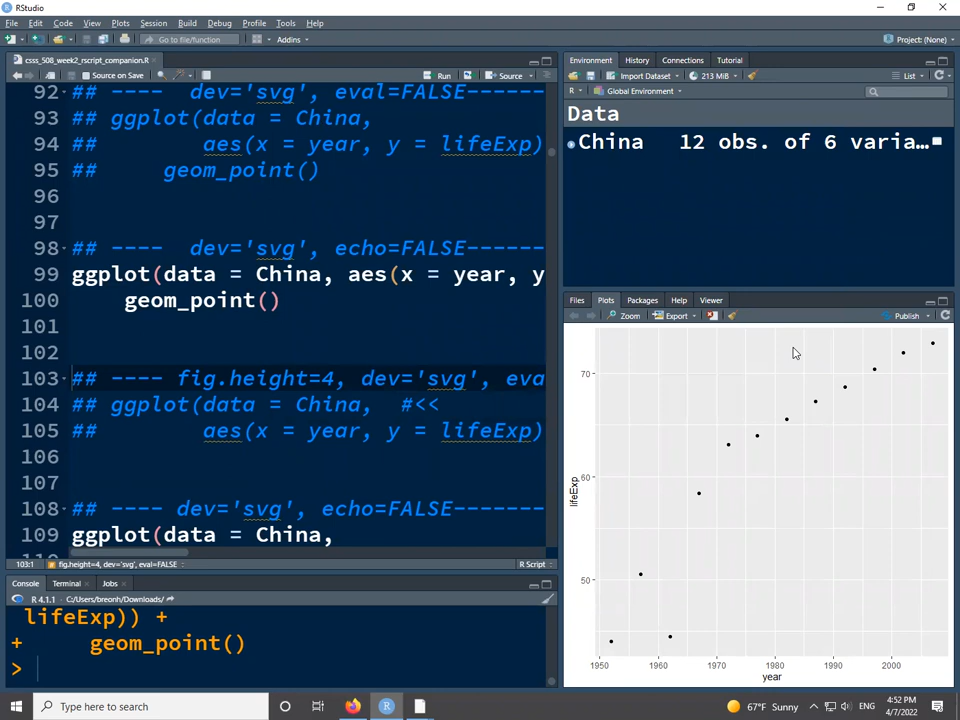 RStudio
File Edit Code View Plots Session Build Debug Profile Tools Help
Go to file/function Addins Project: (None)
csss_508_week2_rscript_companion.R
Source on Save Run Source
92 ## ---- dev='svg', eval=FALSE------
93 ## ggplot(data = China,
94 ## aes(x = year, y = lifeExp)
95 ## geom_point()
96
97
98 ## ---- dev='svg', echo=FALSE------
99 ggplot(data = China, aes(x = year, y
100 geom_point()
101
102
103 ## ---- fig.height=4, dev='svg', eva
104 ## ggplot(data = China, #<<
105 ## aes(x = year, y = lifeExp)
106
107
108 ## ---- dev='svg', echo=FALSE------
109 ggplot(data = China,
103:1 fig.height=4, dev='svg', eval=FALSE R Script
Console Terminal Jobs
R 4.1.1 · C:/Users/breonh/Downloads/
lifeExp)) +
+ geom_point()
>
Environment History Connections Tutorial
Import Dataset 213 MiB List
R Global Environment
Data
China 12 obs. of 6 varia…
Files Plots Packages Help Viewer
Zoom Export Publish
70
60
50
lifeExp
1950 1960 1970 1980 1990 2000
year
Type here to search
67°F Sunny ENG
4:52 PM
4/7/2022